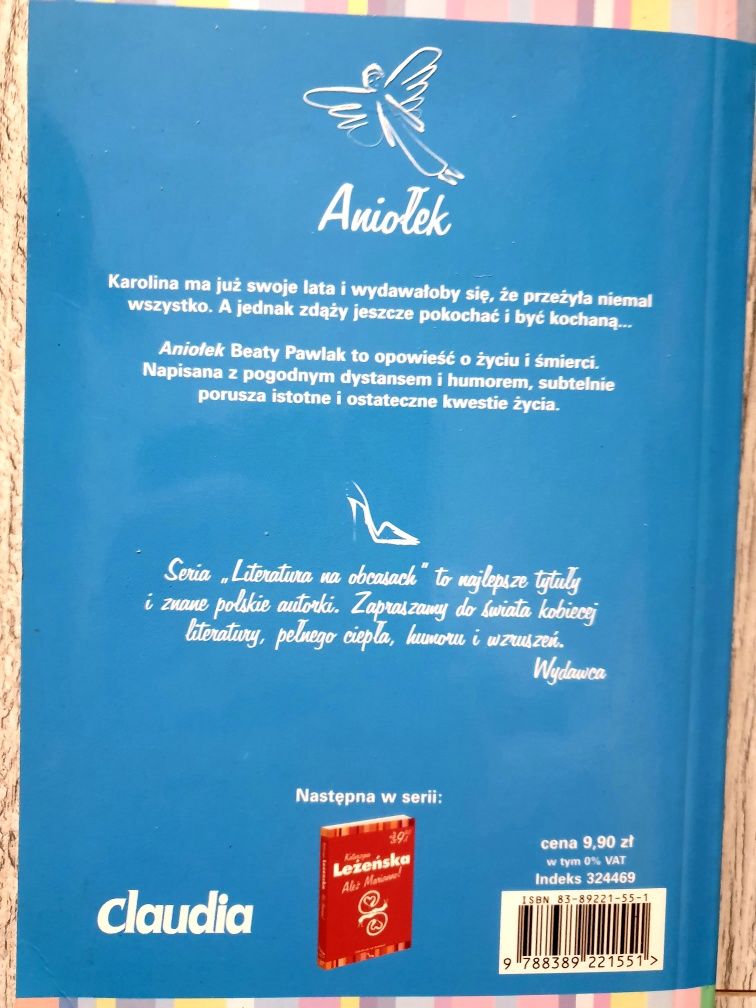 Aniołek
Karolina ma już swoje lata i wydawałoby się, że przeżyła niemal
wszystko. A jednak zdąży jeszcze pokochać i być kochaną...
Aniołek Beaty Pawlak to opowieść o życiu i śmierci.
Napisana z pogodnym dystansem i humorem, subtelnie
porusza istotne i ostateczne kwestie życia.
Seria „Literatura na obcasach" to najlepsze tytuły
i znane polskie autorki. Zapraszamy do świata kobiecej
literatury, pełnego ciepła, humoru i wzruszeń.
Wydawca
Następna w serii:
Katarzyna
Leżeńska
Ależ Marianno!
claudia
cena 9,90 zł
w tym 0% VAT
Indeks 324469
ISBN 83-89221-55-1
9 788389 221551 >